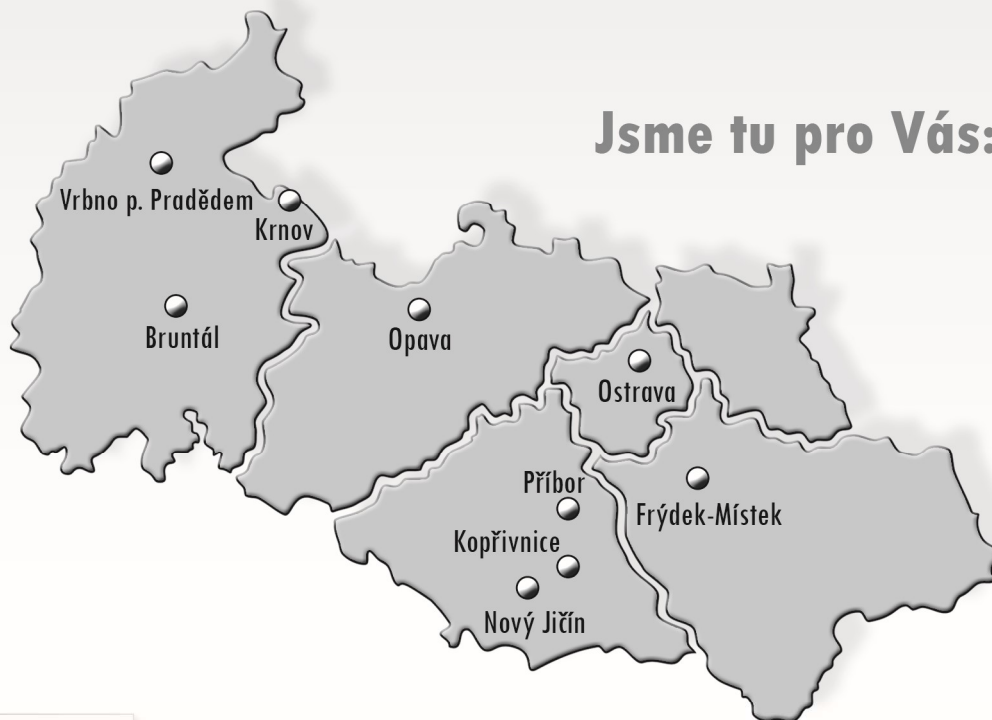 Jsme tu pro Vás:
Vrbno p. Pradědem
Krnov
Bruntál
Opava
Ostrava
Příbor
Frýdek-Místek
Kopřivnice
Nový Jičín